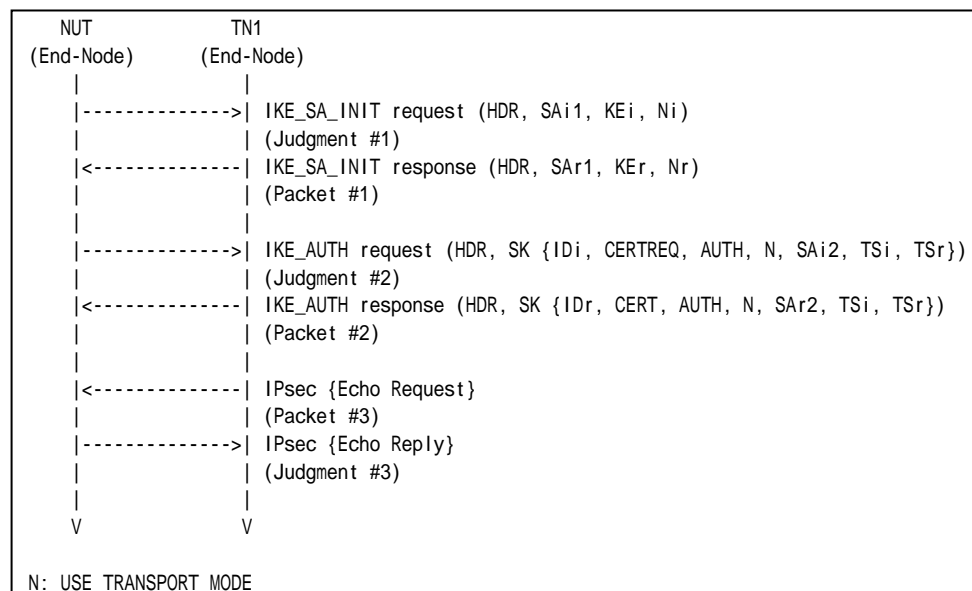 NUT TN1
(End-Node) (End-Node)
| |
|-------------->| IKE_SA_INIT request (HDR, SAi1, KEi, Ni)
| | (Judgment #1)
|<--------------| IKE_SA_INIT response (HDR, SAr1, KEr, Nr)
| | (Packet #1)
| |
|-------------->| IKE_AUTH request (HDR, SK {IDi, CERTREQ, AUTH, N, SAi2, TSi, TSr})
| | (Judgment #2)
|<--------------| IKE_AUTH response (HDR, SK {IDr, CERT, AUTH, N, SAr2, TSi, TSr})
| | (Packet #2)
| |
|<--------------| IPsec {Echo Request}
| | (Packet #3)
|-------------->| IPsec {Echo Reply}
| | (Judgment #3)
| |
V V
N: USE TRANSPORT MODE